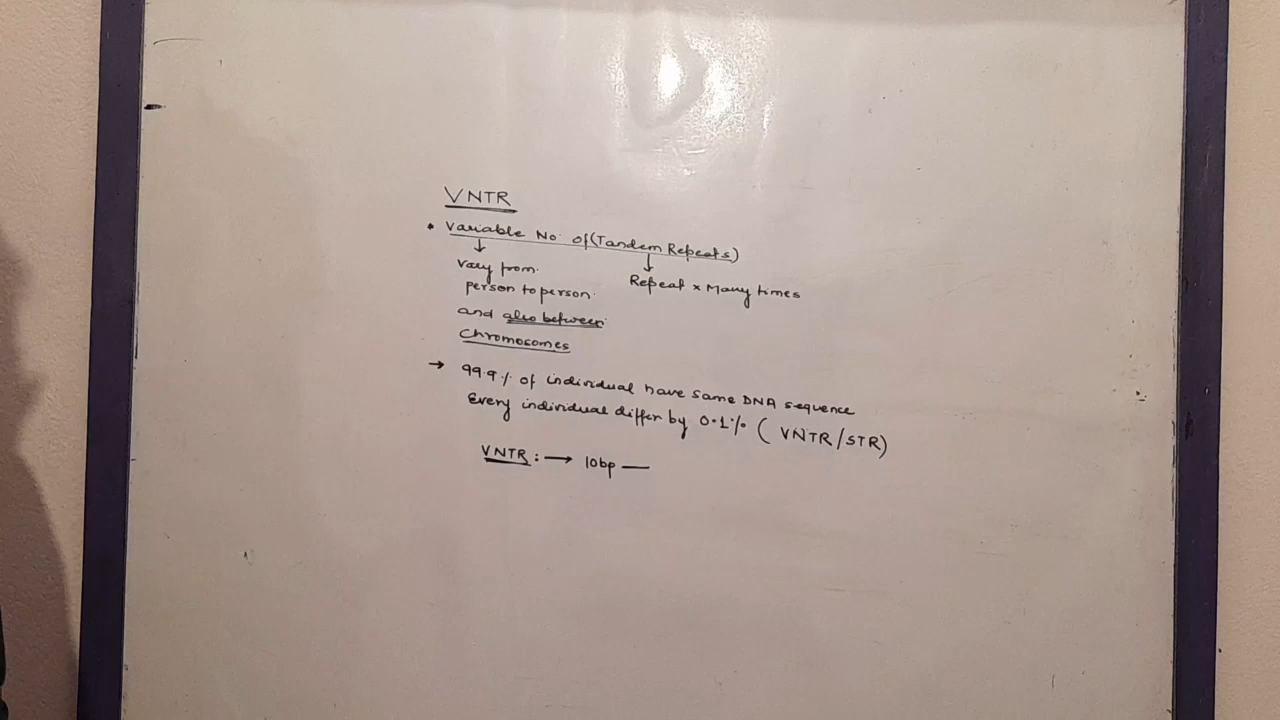 VNTR
• Variable No. of (Tandem Repeats)
↓ ↓
Vary from Repeat × Many times
person to person.
and also between
Chromosomes
→ 99.9% of individual have same DNA sequence
Every individual differ by 0.1% ( VNTR/STR)
VNTR : → 10bp —